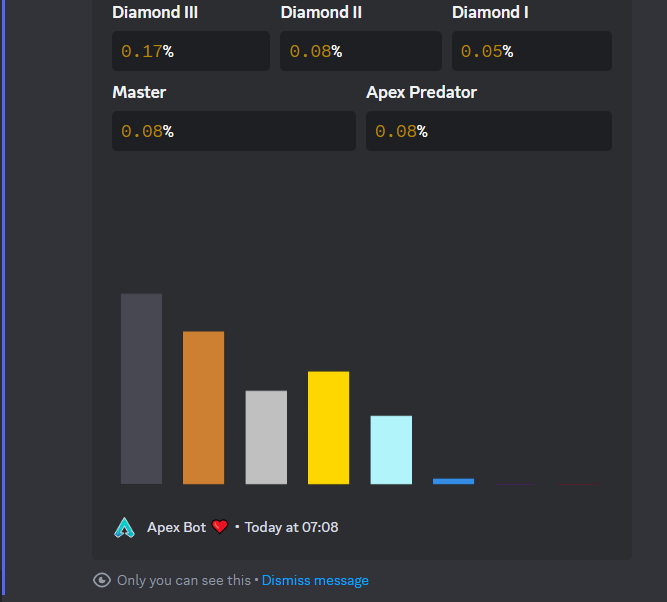 Diamond III Diamond II Diamond I
0.17% 0.08% 0.05%
Master Apex Predator
0.08% 0.08%
Apex Bot ❤️ • Today at 07:08
Only you can see this • Dismiss message